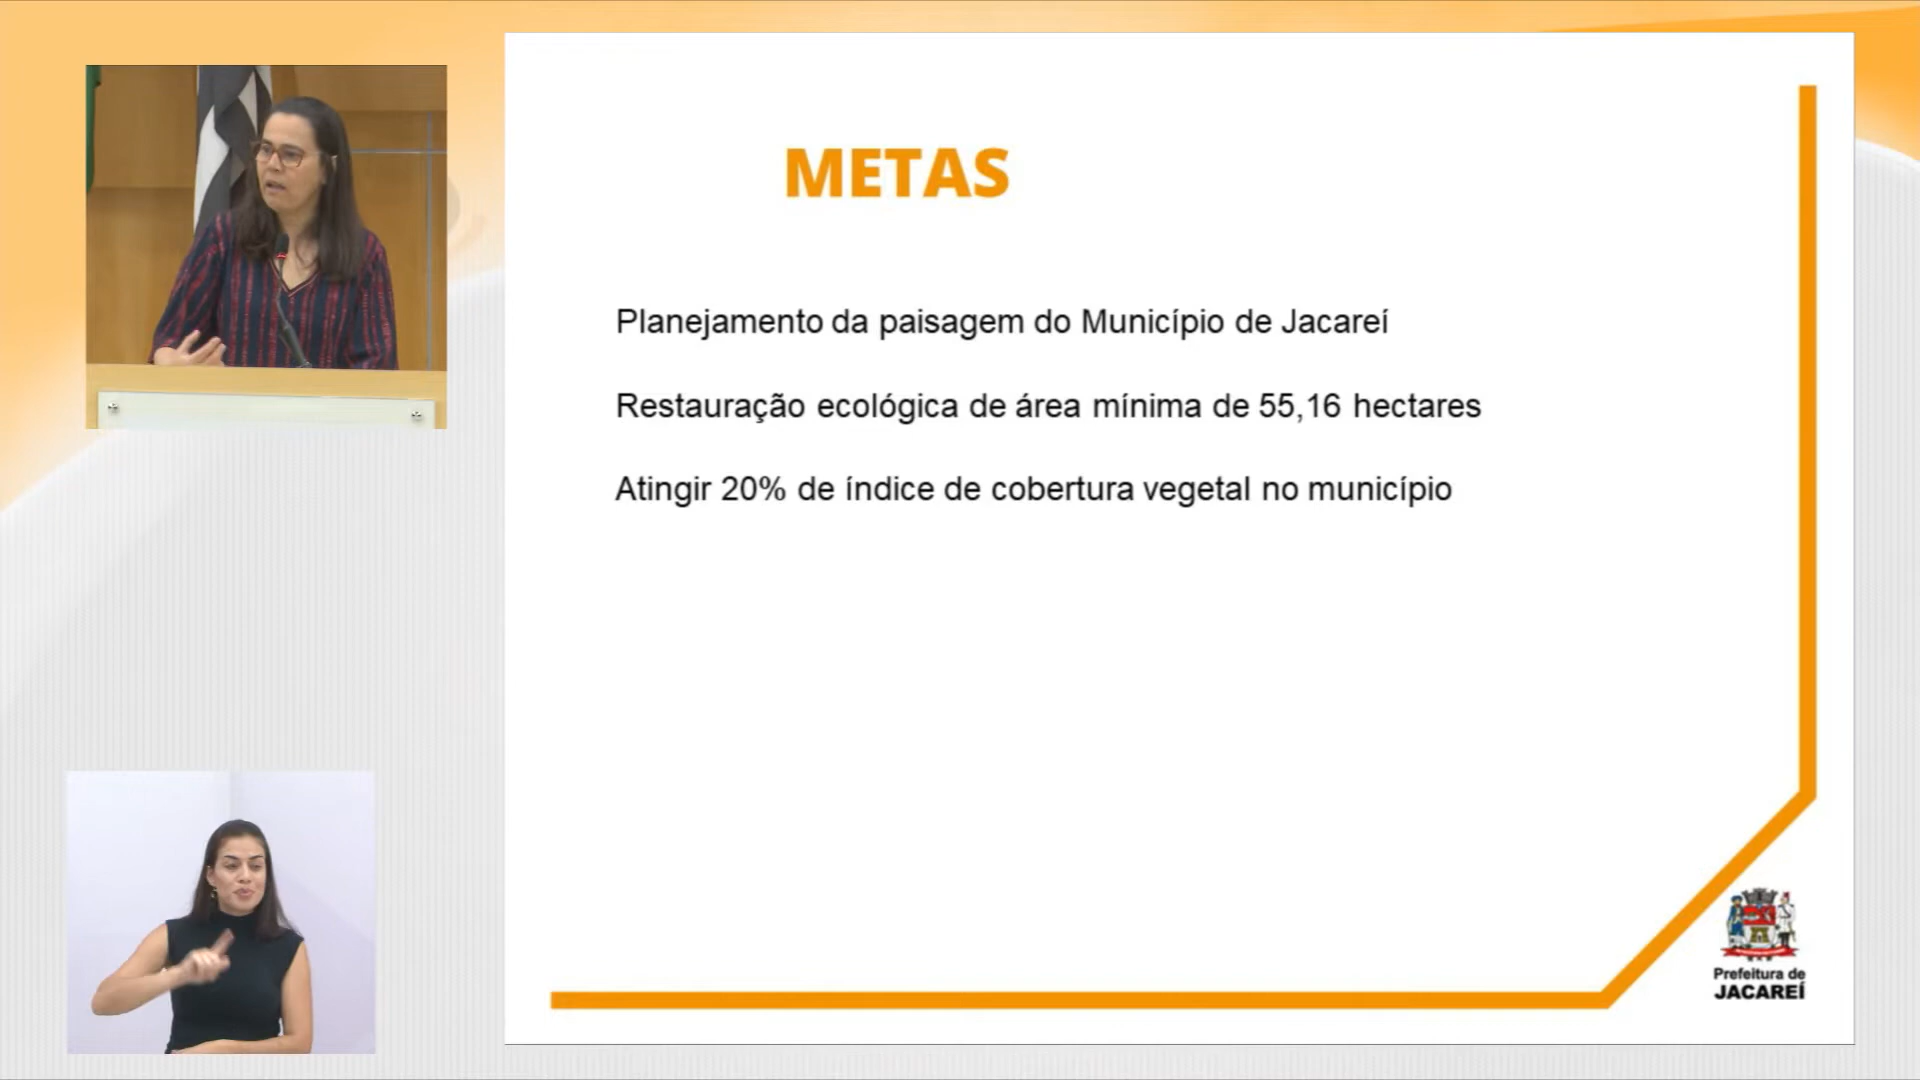 METAS
Planejamento da paisagem do Município de Jacareí
Restauração ecológica de área mínima de 55,16 hectares
Atingir 20% de índice de cobertura vegetal no município
Prefeitura de
JACAREÍ